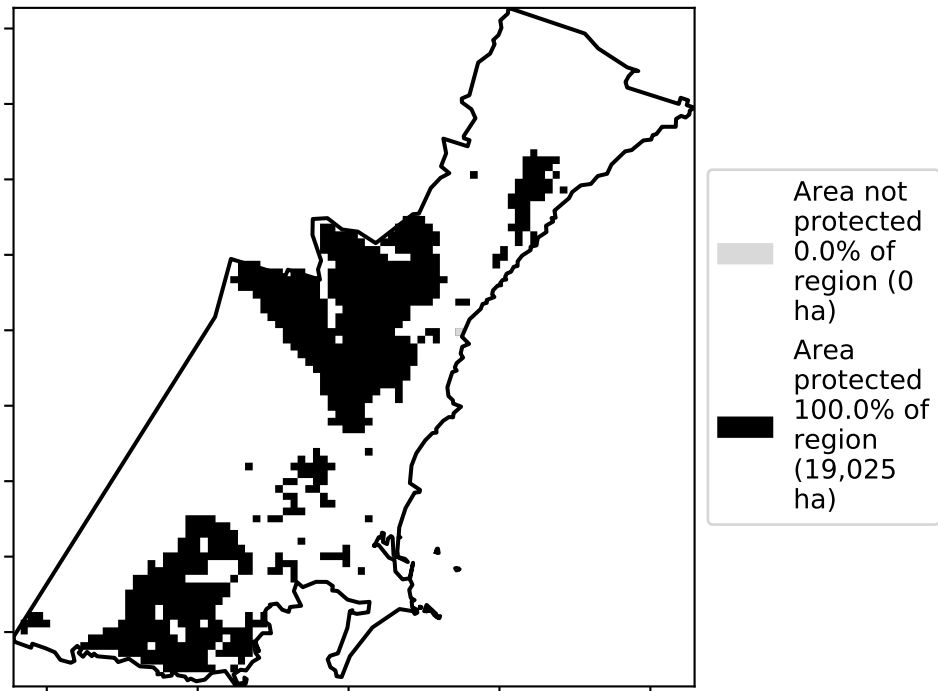 Area not
protected
0.0% of
region (0
ha)
Area
protected
100.0% of
region
(19,025
ha)